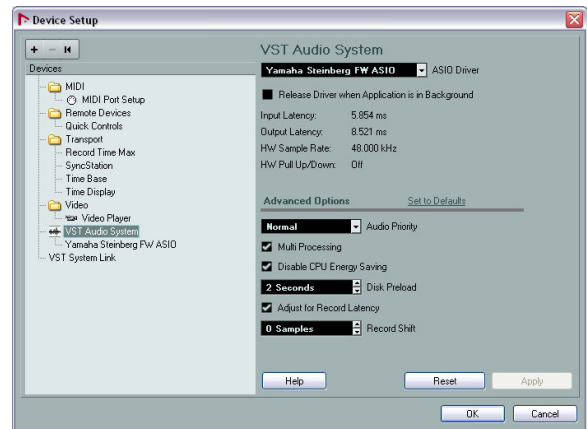 Device Setup
Devices
MIDI
MIDI Port Setup
Remote Devices
Quick Controls
Transport
Record Time Max
SyncStation
Time Base
Time Display
Video
Video Player
VST Audio System
Yamaha Steinberg FW ASIO
VST System Link
VST Audio System
Yamaha Steinberg FW ASIO ASIO Driver
Release Driver when Application is in Background
Input Latency: 5.854 ms
Output Latency: 8.521 ms
HW Sample Rate: 48.000 kHz
HW Pull Up/Down: Off
Advanced Options Set to Defaults
Normal Audio Priority
Multi Processing
Disable CPU Energy Saving
2 Seconds Disk Preload
Adjust for Record Latency
0 Samples Record Shift
Help Reset Apply
OK Cancel